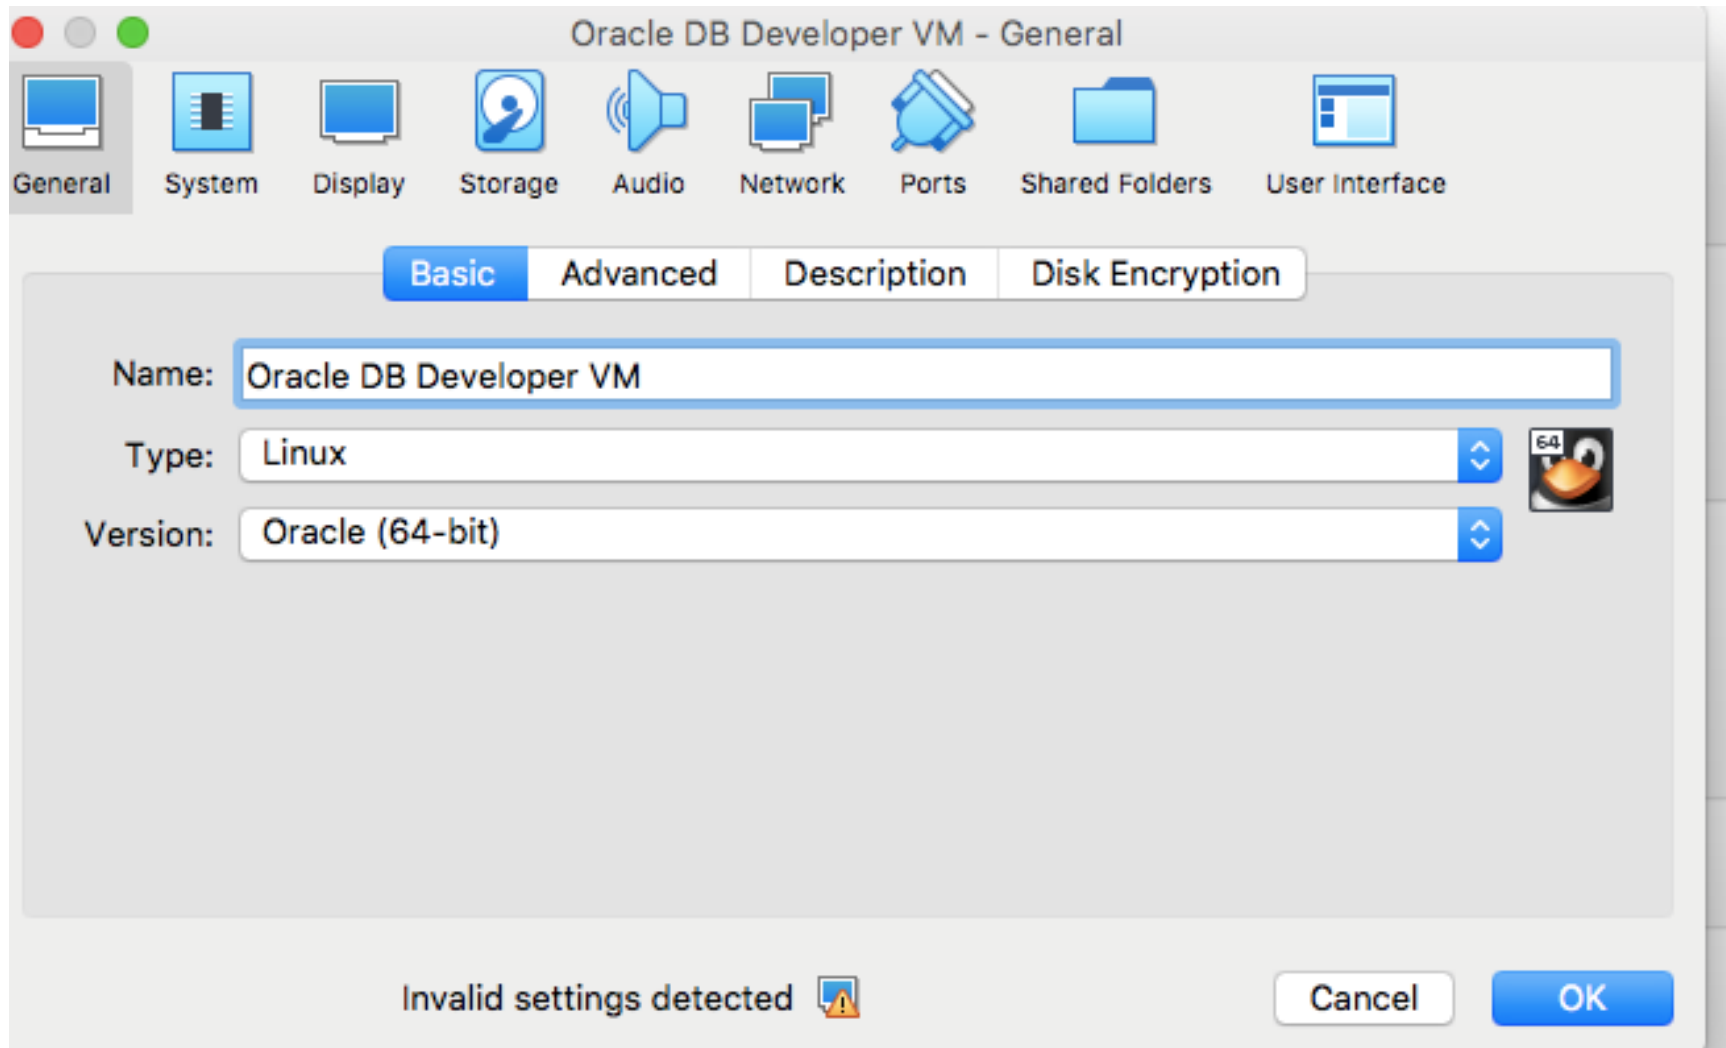 Oracle DB Developer VM - General
General System Display Storage Audio Network Ports Shared Folders User Interface
Basic Advanced Description Disk Encryption
Name: Oracle DB Developer VM
Type: Linux
64
Version: Oracle (64-bit)
Invalid settings detected Cancel OK